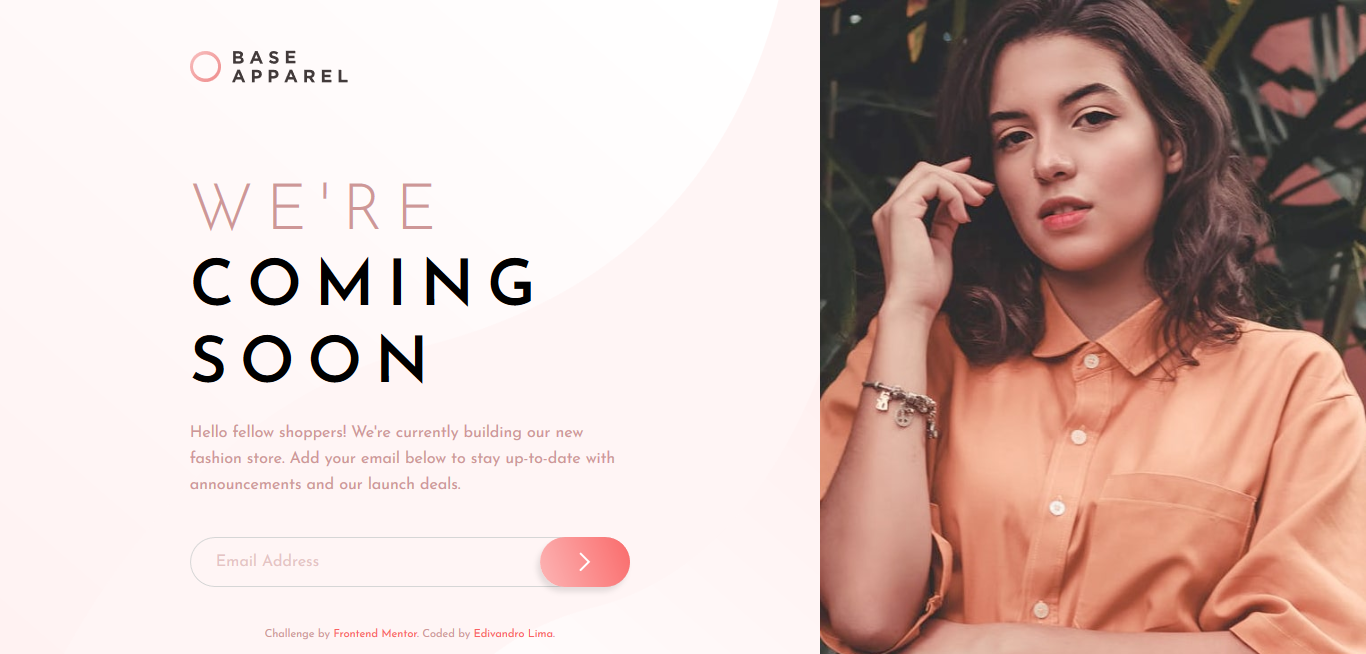 BASE
APPAREL
WE'RE
COMING
SOON
Hello fellow shoppers! We're currently building our new
fashion store. Add your email below to stay up-to-date with
announcements and our launch deals.
Email Address
Challenge by Frontend Mentor. Coded by Edivandro Lima.